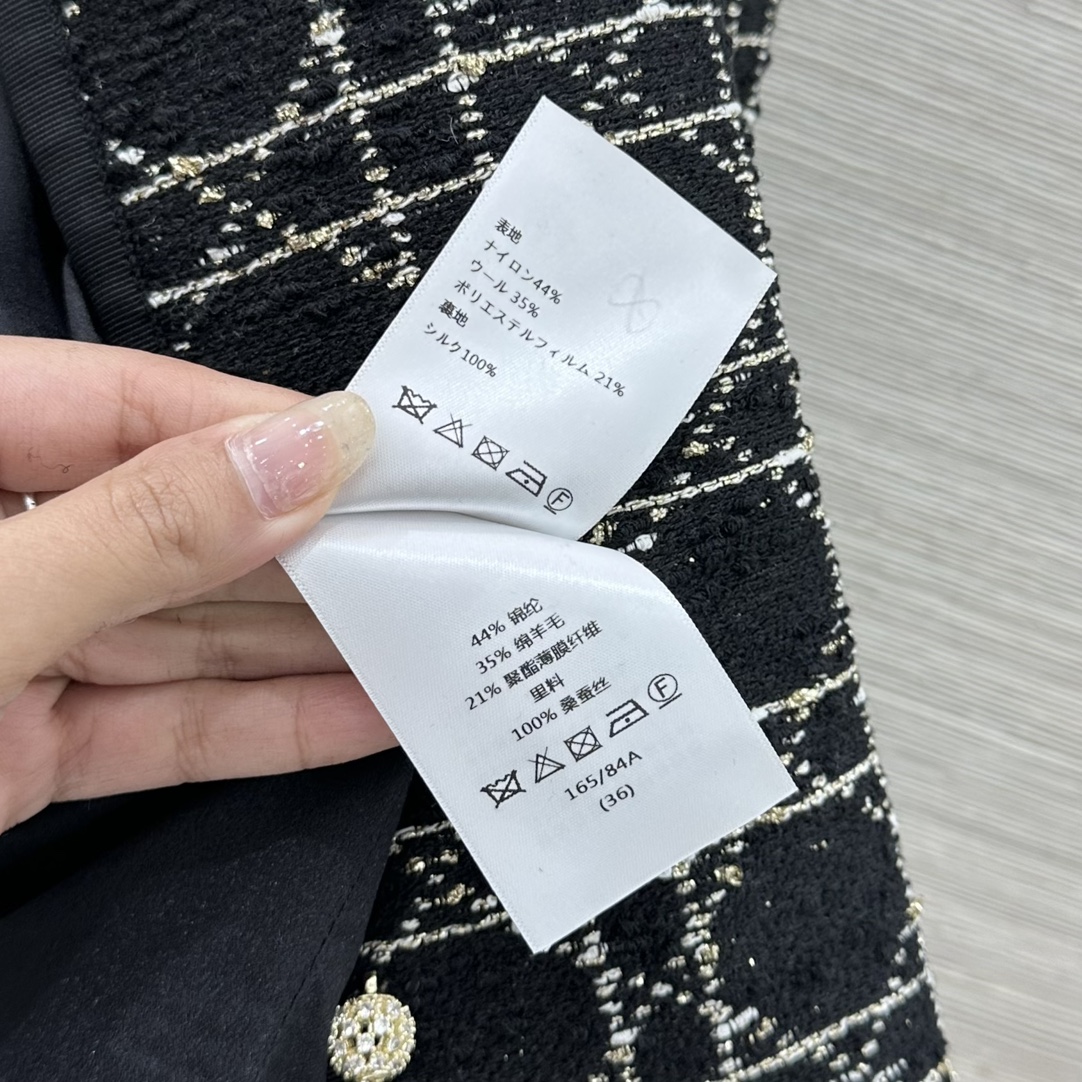 表地
ナイロン44%
ウール 35%
ポリエステルフィルム 21%
裏地
シルク100%
F
44% 锦纶
35% 绵羊毛
21% 聚酯薄膜纤维
里料
100% 桑蚕丝
F
165/84A
(36)